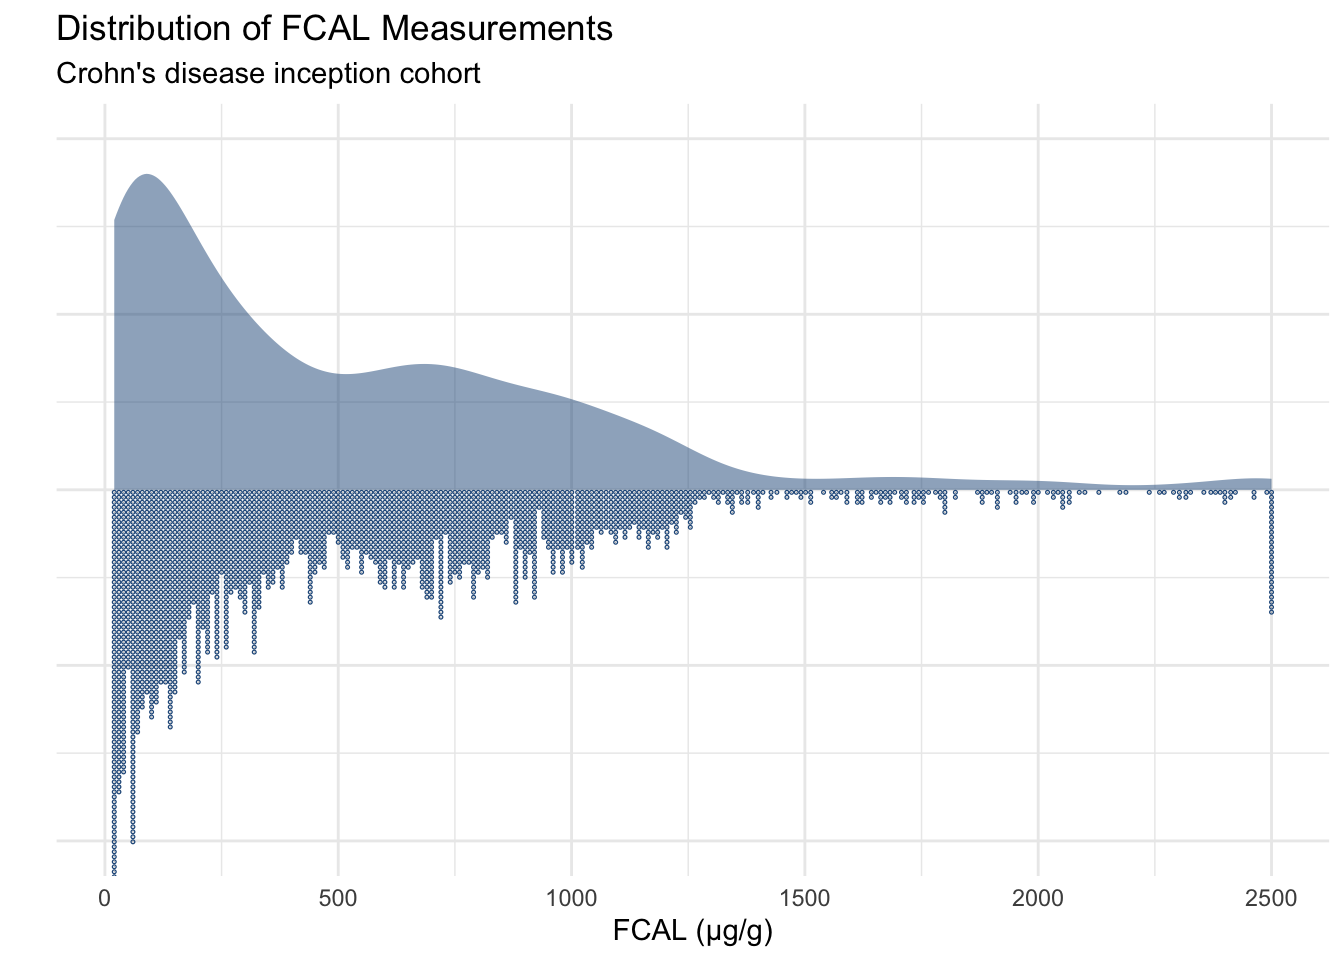 Distribution of FCAL Measurements
Crohn's disease inception cohort
0 500 1000 1500 2000 2500
FCAL (μg/g)